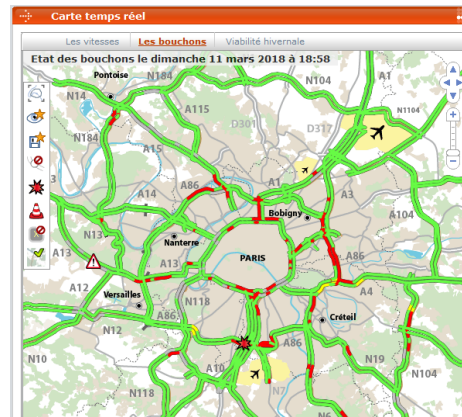 Carte temps réel
Les vitesses Les bouchons Viabilité hivernale
Etat des bouchons le dimanche 11 mars 2018 à 18:58
Pontoise
N184
N104
A1
N14
N1104
A115
D301
D317
N184
A14
A86
A1
A3
A15
Bobigny
A104
N13
Nanterre
A13
A13
PARIS
A12
Versailles
N118
A4
Créteil
N12
A86
A86
N10
A10
N19
N104
N118
N7
N6